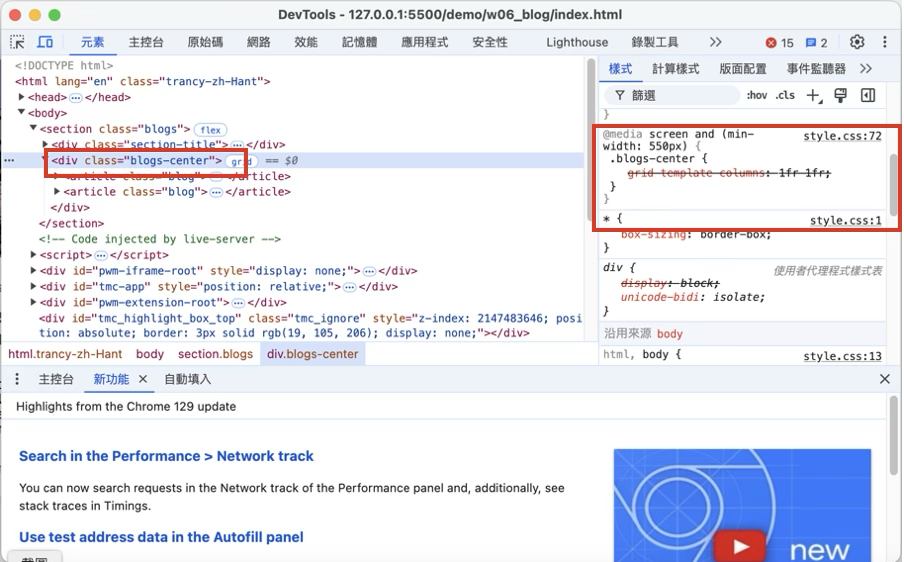 DevTools - 127.0.0.1:5500/demo/w06_blog/index.html
元素 主控台 原始碼 網路 效能 記憶體 應用程式 安全性 Lighthouse 錄製工具 15 2
<!DOCTYPE html>
<html lang="en" class="trancy-zh-Hant">
<head> ⋯ </head>
<body>
<section class="blogs"> flex
<div class="section-title"> ⋯ </div>
<div class="blogs-center"> grid == $0
<article class="blog"> ⋯ </article>
<article class="blog"> ⋯ </article>
</div>
</section>
<!-- Code injected by live-server -->
<script> ⋯ </script>
<div id="pwm-iframe-root" style="display: none;"> ⋯ </div>
<div id="tmc-app" style="position: relative;"> ⋯ </div>
<div id="pwm-extension-root"> ⋯ </div>
<div id="tmc_highlight_box_top" class="tmc_ignore" style="z-index: 2147483646; posi
tion: absolute; border: 3px solid rgb(19, 105, 206); display: none;"></div>
html.trancy-zh-Hant body section.blogs div.blogs-center
樣式 計算樣式 版面配置 事件監聽器
篩選 :hov .cls
}
@media screen and (min- style.css:72
width: 550px) {
.blogs-center {
grid-template-columns: 1fr 1fr;
}
}
* { style.css:1
box-sizing: border-box;
}
div { 使用者代理程式樣式表
display: block;
unicode-bidi: isolate;
}
沿用來源 body
html, body { style.css:13
主控台 新功能 自動填入
Highlights from the Chrome 129 update
Search in the Performance > Network track
You can now search requests in the Network track of the Performance panel and, additionally, see
stack traces in Timings.
Use test address data in the Autofill panel
new
截圖